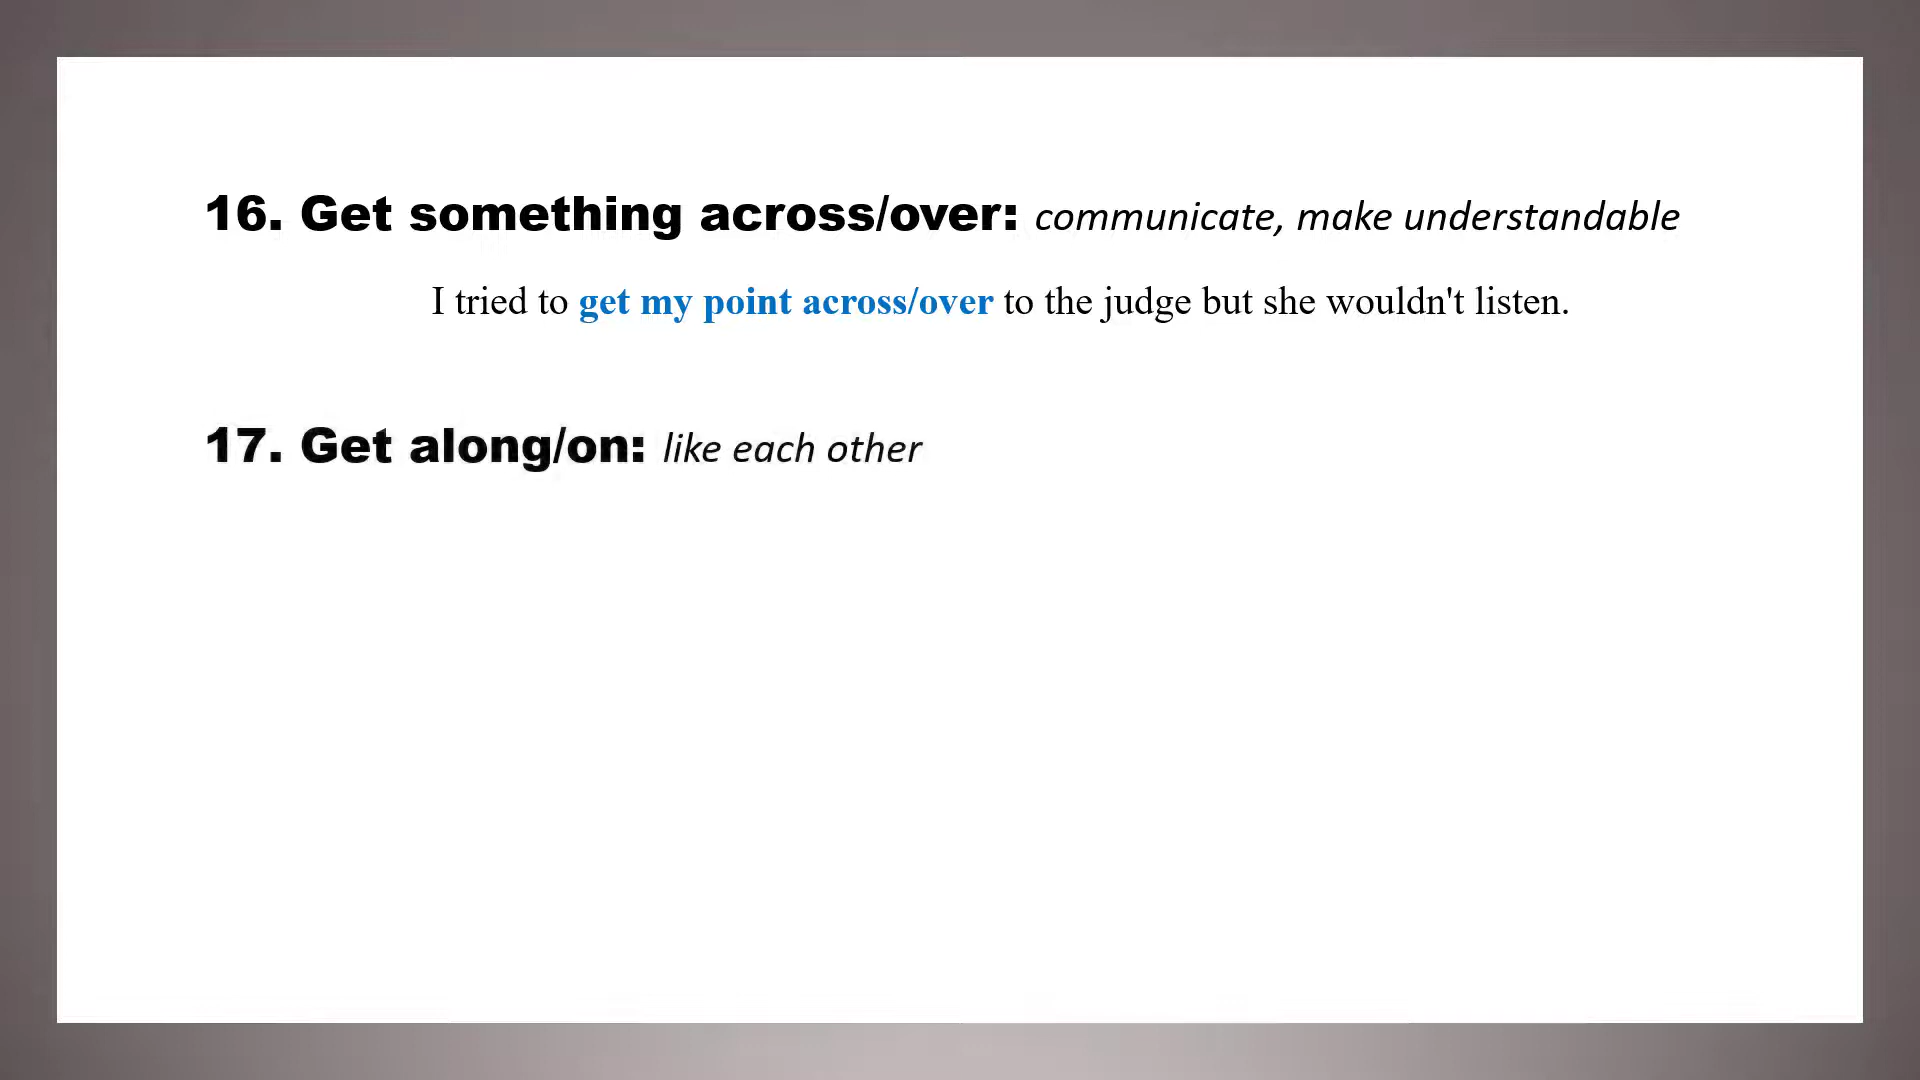 16. Get something across/over: communicate, make understandable
I tried to get my point across/over to the judge but she wouldn't listen.
17. Get along/on: like each other